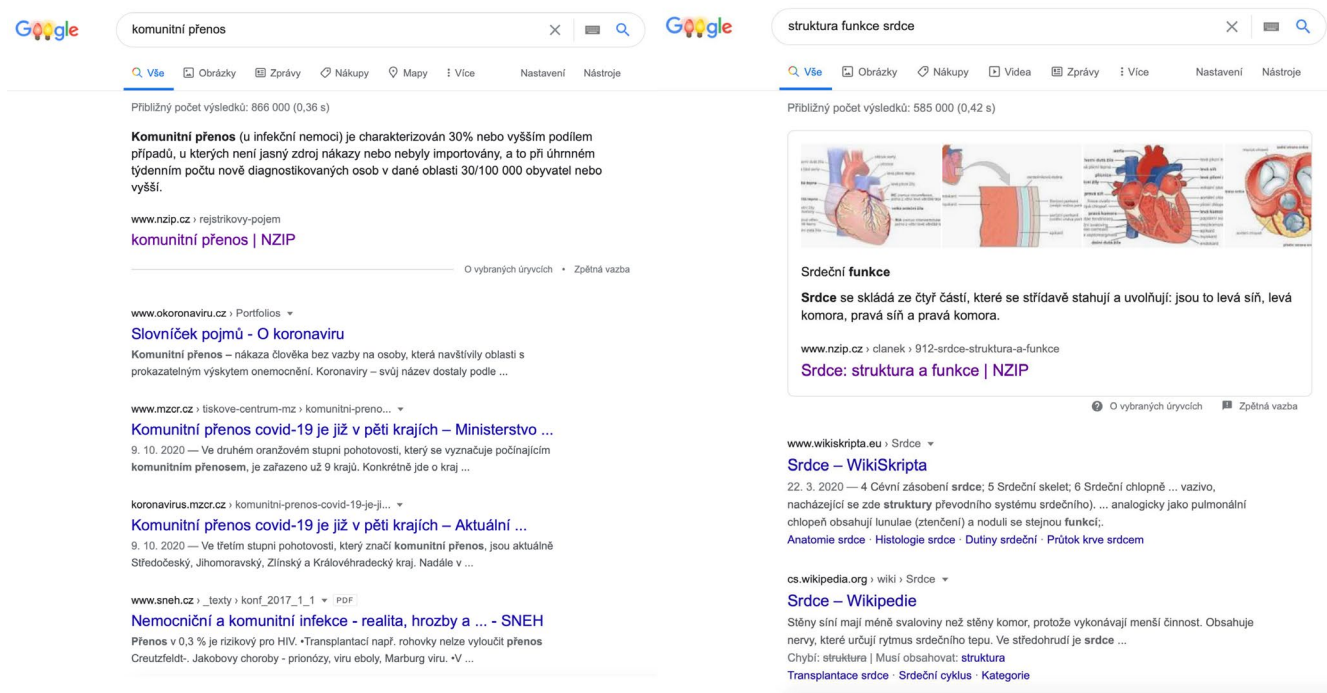 Google
komunitní přenos
Vše Obrázky Zprávy Nákupy Mapy Více Nastavení Nástroje
Přibližný počet výsledků: 866 000 (0,36 s)
Komunitní přenos (u infekční nemoci) je charakterizován 30% nebo vyšším podílem
případů, u kterých není jasný zdroj nákazy nebo nebyly importovány, a to při úhrnném
týdenním počtu nově diagnostikovaných osob v dané oblasti 30/100 000 obyvatel nebo
vyšší.
www.nzip.cz › rejstrikovy-pojem
komunitní přenos | NZIP
O vybraných úryvcích • Zpětná vazba
www.okoronaviru.cz › Portfolios
Slovníček pojmů - O koronaviru
Komunitní přenos – nákaza člověka bez vazby na osoby, která navštívily oblasti s
prokazatelným výskytem onemocnění. Koronaviry – svůj název dostaly podle ...
www.mzcr.cz › tiskove-centrum-mz › komunitni-preno...
Komunitní přenos covid-19 je již v pěti krajích – Ministerstvo ...
9. 10. 2020 — Ve druhém oranžovém stupni pohotovosti, který se vyznačuje počínajícím
komunitním přenosem, je zařazeno už 9 krajů. Konkrétně jde o kraj ...
koronavirus.mzcr.cz › komunitni-prenos-covid-19-je-ji...
Komunitní přenos covid-19 je již v pěti krajích – Aktuální ...
9. 10. 2020 — Ve třetím stupni pohotovosti, který značí komunitní přenos, jsou aktuálně
Středočeský, Jihomoravský, Zlínský a Královéhradecký kraj. Nadále v ...
www.sneh.cz › _texty › konf_2017_1_1 PDF
Nemocniční a komunitní infekce - realita, hrozby a ... - SNEH
Přenos v 0,3 % je rizikový pro HIV. •Transplantací např. rohovky nelze vyloučit přenos
Creutzfeldt-. Jakobovy choroby - prionózy, viru eboly, Marburg viru. •V ...
Google
struktura funkce srdce
Vše Obrázky Nákupy Videa Zprávy Více Nastavení Nástroje
Přibližný počet výsledků: 585 000 (0,42 s)
Srdeční funkce
Srdce se skládá ze čtyř částí, které se střídavě stahují a uvolňují: jsou to levá síň, levá
komora, pravá síň a pravá komora.
www.nzip.cz › clanek › 912-srdce-struktura-a-funkce
Srdce: struktura a funkce | NZIP
O vybraných úryvcích Zpětná vazba
www.wikiskripta.eu › Srdce
Srdce – WikiSkripta
22. 3. 2020 — 4 Cévní zásobení srdce; 5 Srdeční skelet; 6 Srdeční chlopně ... vazivo,
nacházející se zde struktury převodního systému srdečního). ... analogicky jako pulmonální
chlopeň obsahují lunulae (ztenčení) a noduli se stejnou funkcí;.
Anatomie srdce · Histologie srdce · Dutiny srdeční · Průtok krve srdcem
cs.wikipedia.org › wiki › Srdce
Srdce – Wikipedie
Stěny síní mají méně svaloviny než stěny komor, protože vykonávají menší činnost. Obsahuje
nervy, které určují rytmus srdečního tepu. Ve středohrudí je srdce ...
Chybí: struktura | Musí obsahovat: struktura
Transplantace srdce · Srdeční cyklus · Kategorie